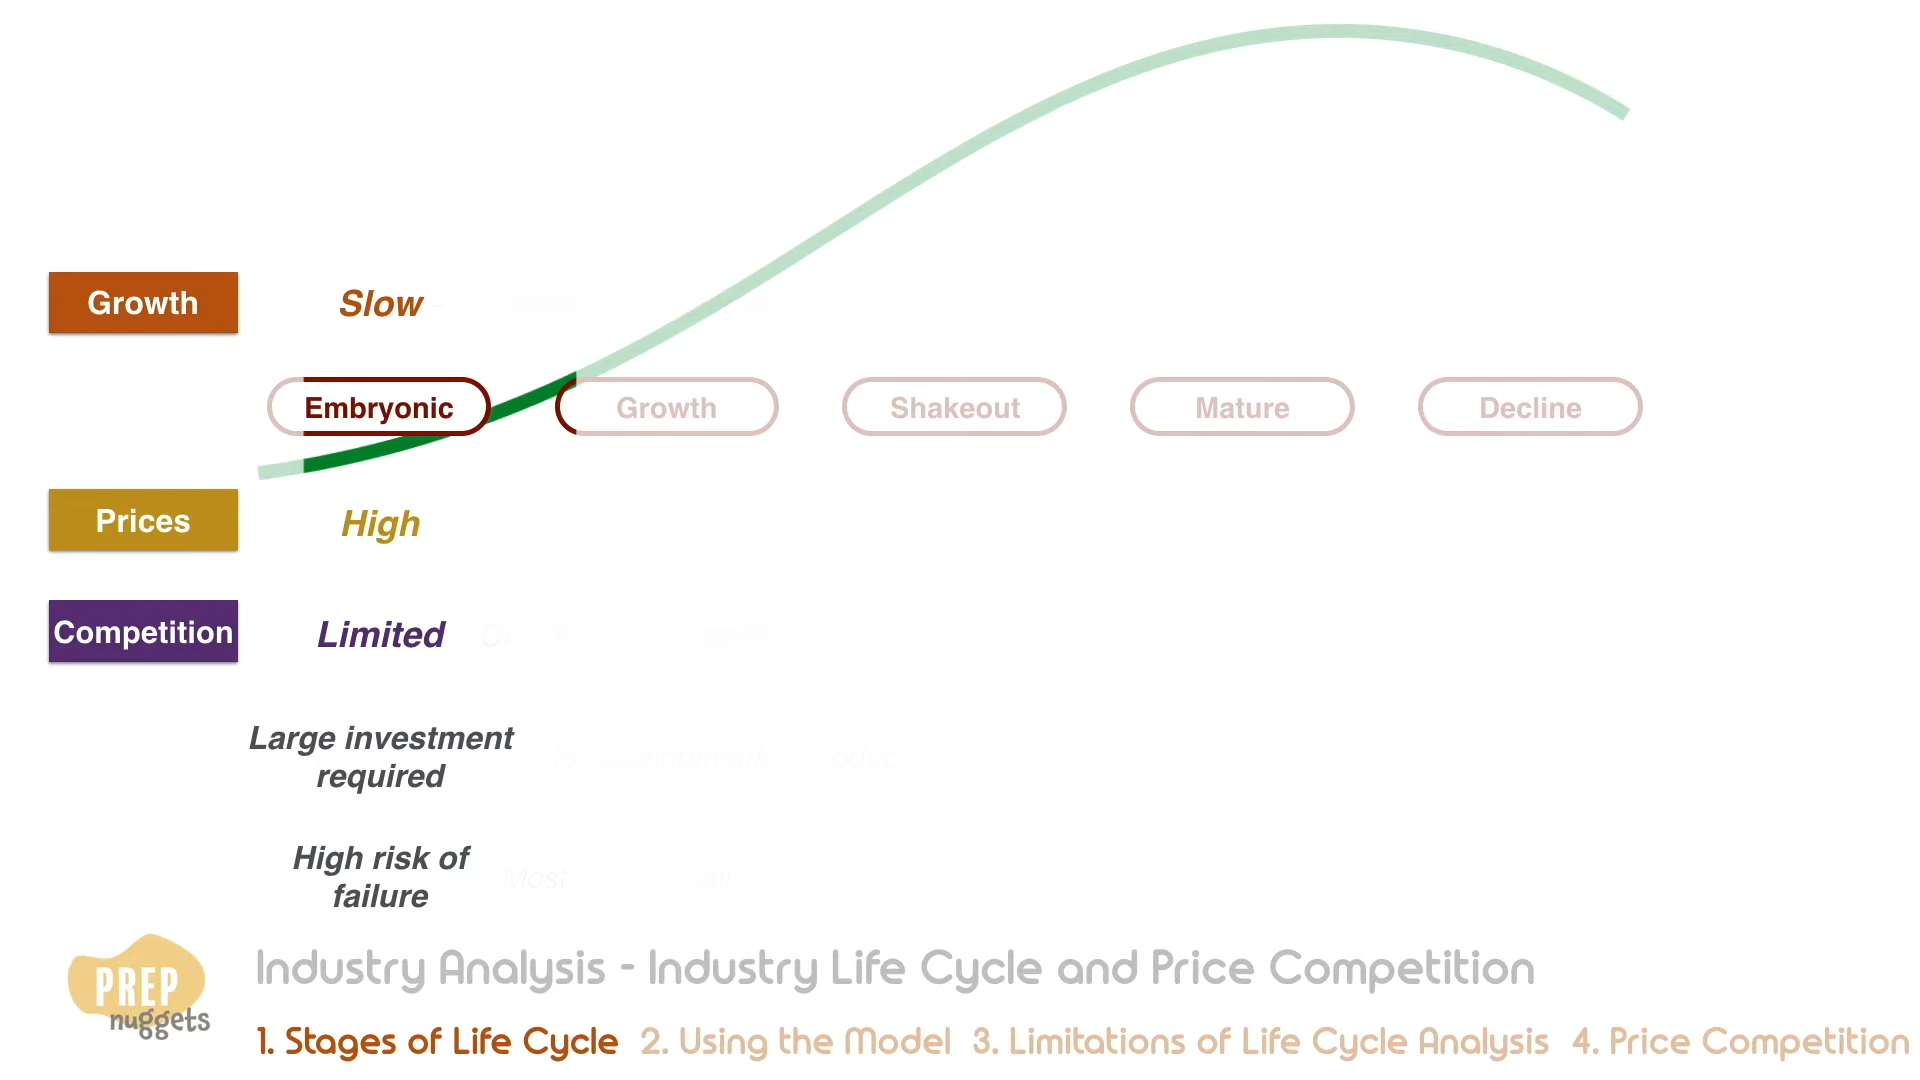 Growth
Slow
Embryonic
Growth
Shakeout
Mature
Decline
Prices
High
Competition
Limited
Large investment
required
High risk of
failure
Most
PREP
nuggets
Industry Analysis - Industry Life Cycle and Price Competition
1. Stages of Life Cycle 2. Using the Model 3. Limitations of Life Cycle Analysis 4. Price Competition